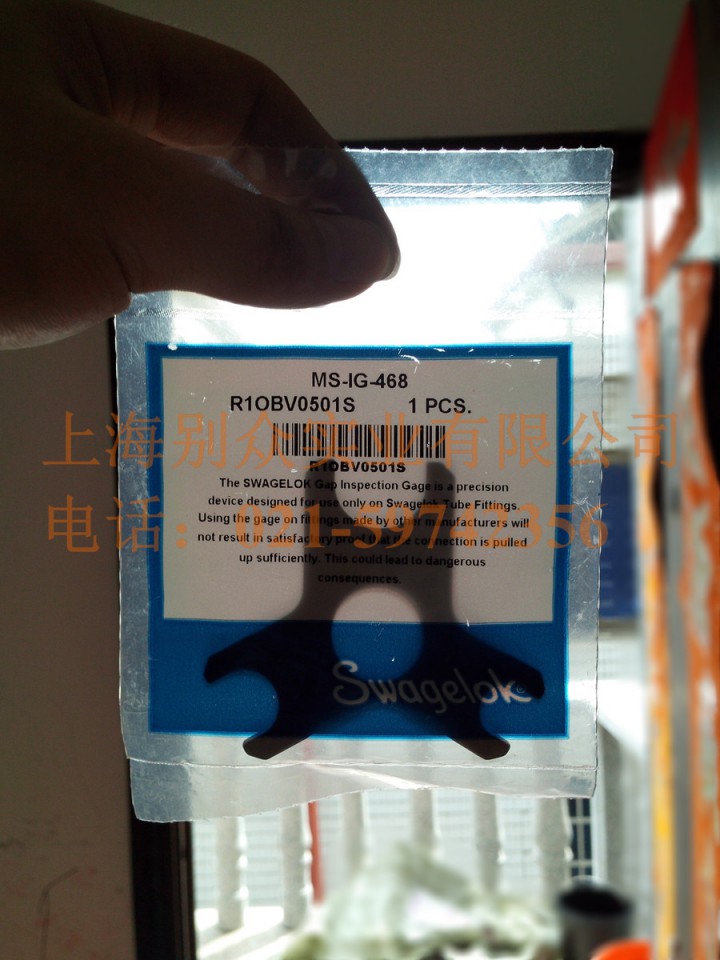 MS-IG-468
R1OBV0501S 1 PCS.
上海别众实业有限公司
R1OBV0501S
The SWAGELOK Gap Inspection Gage is a precision
device designed for use only on Swagelok Tube Fittings.
Using the gage on fittings made by other manufacturers will
电话：
not result in satisfactory proof that the connection is pulled
up sufficiently. This could lead to dangerous
consequences.
Swagelok